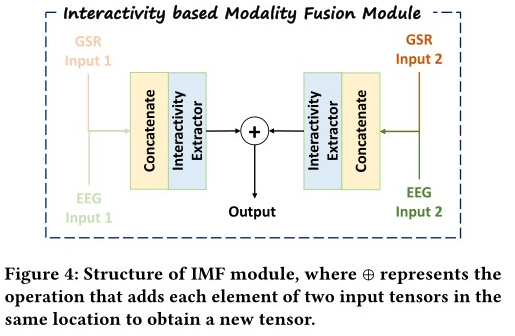 Interactivity based Modality Fusion Module
GSR
Input 1
EEG
Input 1
Concatenate
Interactivity
Extractor
+
Output
Interactivity
Extractor
Concatenate
GSR
Input 2
EEG
Input 2
Figure 4: Structure of IMF module, where ⊕ represents the
operation that adds each element of two input tensors in the
same location to obtain a new tensor.